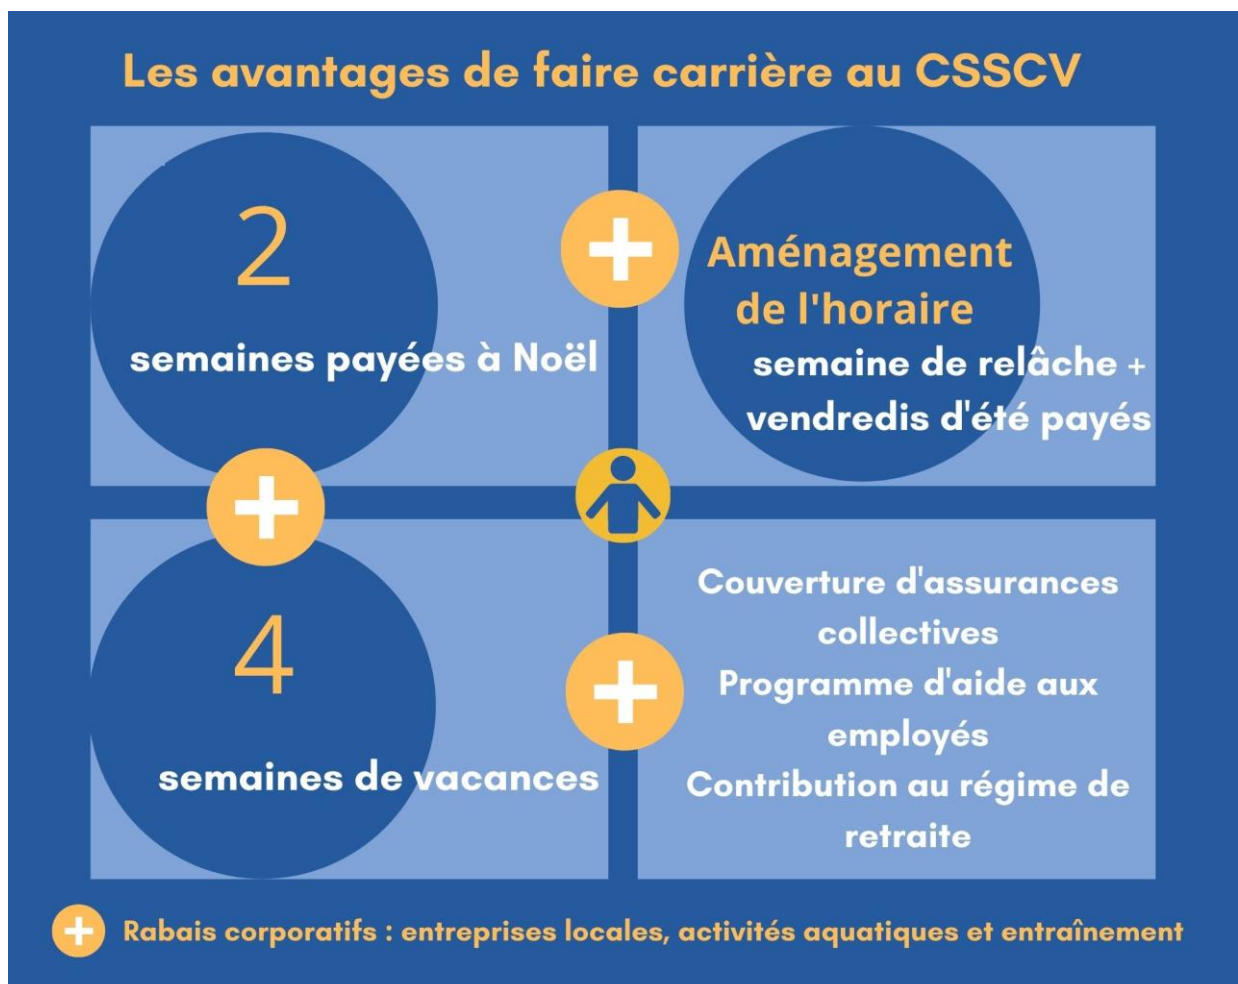 Les avantages de faire carrière au CSSCV
2
semaines payées à Noël
Aménagement
de l'horaire
semaine de relâche +
vendredis d'été payés
4
semaines de vacances
Couverture d'assurances
collectives
Programme d'aide aux
employés
Contribution au régime de
retraite
Rabais corporatifs : entreprises locales, activités aquatiques et entraînement